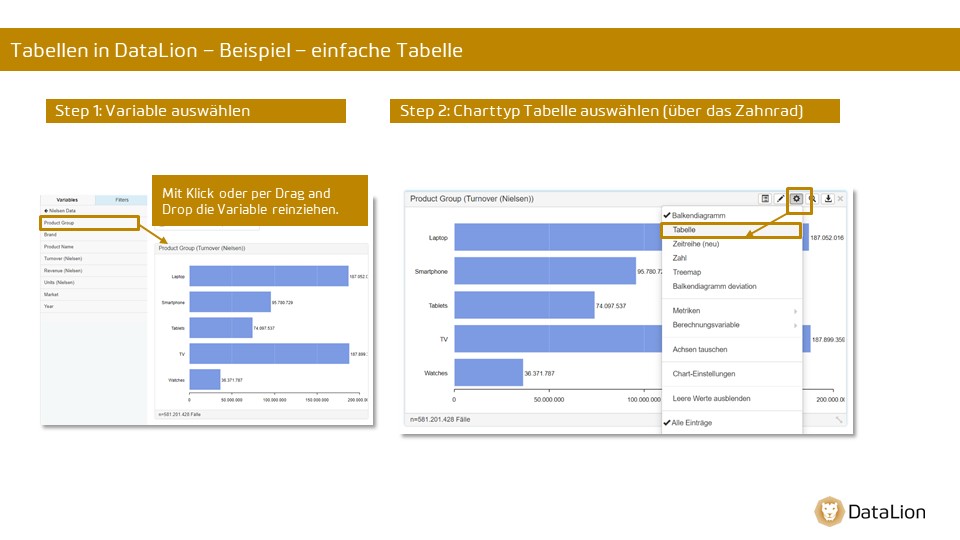 Tabellen in DataLion – Beispiel – einfache Tabelle
Step 1: Variable auswählen
Step 2: Charttyp Tabelle auswählen (über das Zahnrad)
Mit Klick oder per Drag and
Drop die Variable reinziehen.
Variables
Filters
Nielsen Data
Product Group
Brand
Product Name
Turnover (Nielsen)
Revenue (Nielsen)
Units (Nielsen)
Market
Year
Product Group (Turnover (Nielsen))
Laptop
187.052.0
Smartphone
95.780.728
Tablets
74.097.537
TV
187.899.
Watches
36.371.787
0
50 000 000
100 000 000
150 000 000
200 000 000
n=581.201.428 Fälle
Product Group (Turnover (Nielsen))
Laptop
187.052.016
Smartphone
95.780.7
Tablets
74.097.537
TV
187.899.356
Watches
36.371.787
0
50 000.000
100 000.000
200 000.0
n=581.201.428 Fälle
Balkendiagramm
Tabelle
Zeitreihe (neu)
Zahl
Treemap
Balkendiagramm deviation
Metriken
Berechnungsvariable
Achsen tauschen
Chart-Einstellungen
Leere Werte ausblenden
Alle Einträge
DataLion